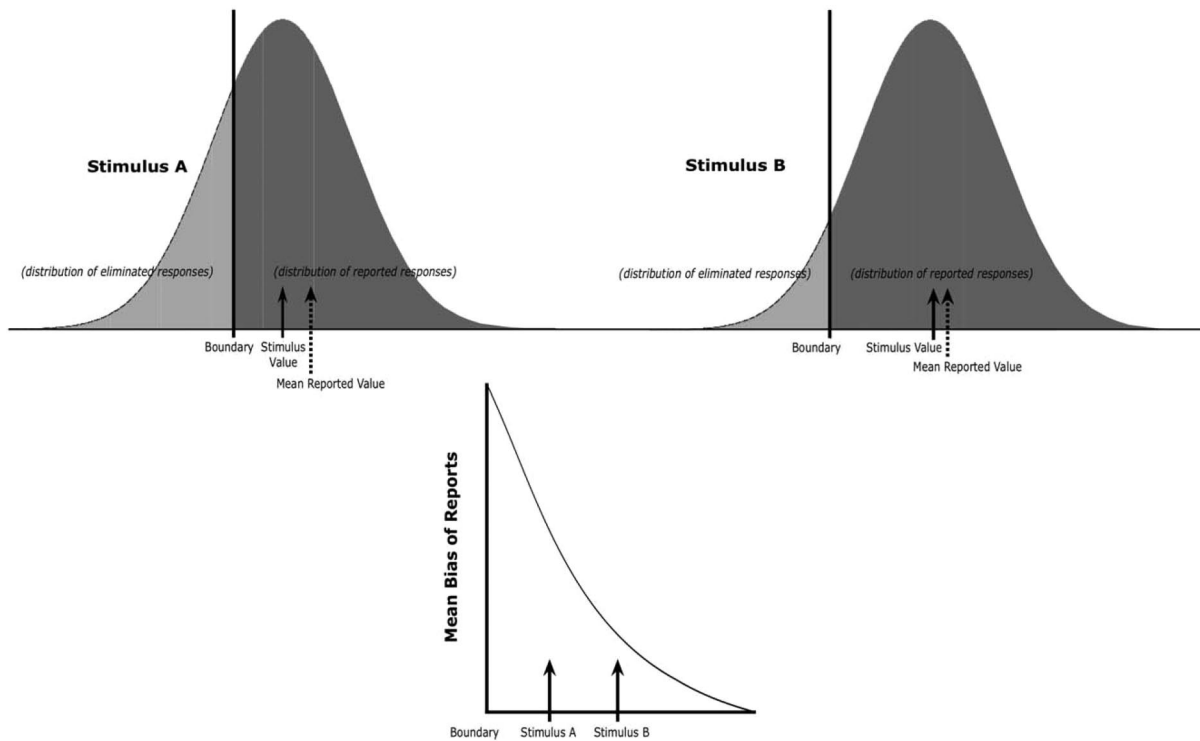 Stimulus A
(distribution of eliminated responses)
(distribution of reported responses)
Boundary
Stimulus
Value
Mean Reported Value
Stimulus B
(distribution of eliminated responses)
(distribution of reported responses)
Boundary
Stimulus Value
Mean Reported Value
Mean Bias of Reports
Boundary
Stimulus A
Stimulus B